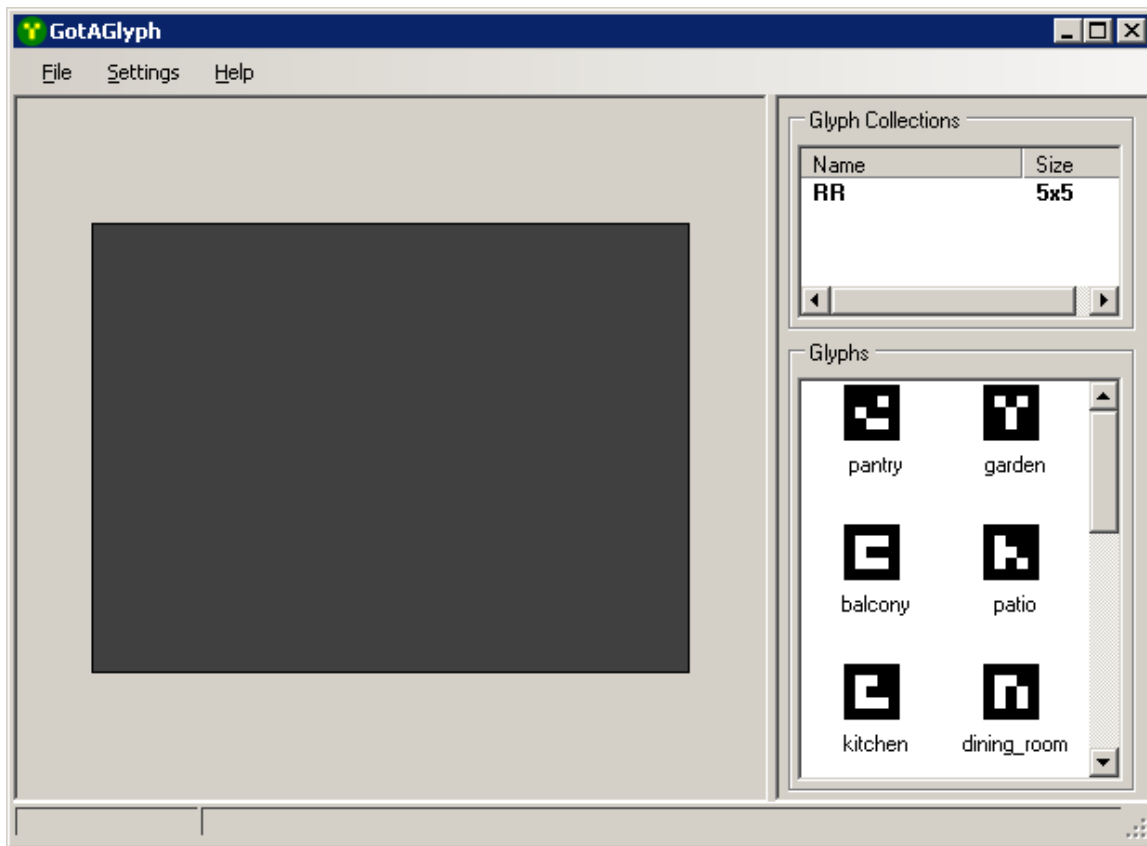 GotAGlyph
File Settings Help
Glyph Collections
Name Size
RR 5x5
Glyphs
pantry garden
balcony patio
kitchen dining_room